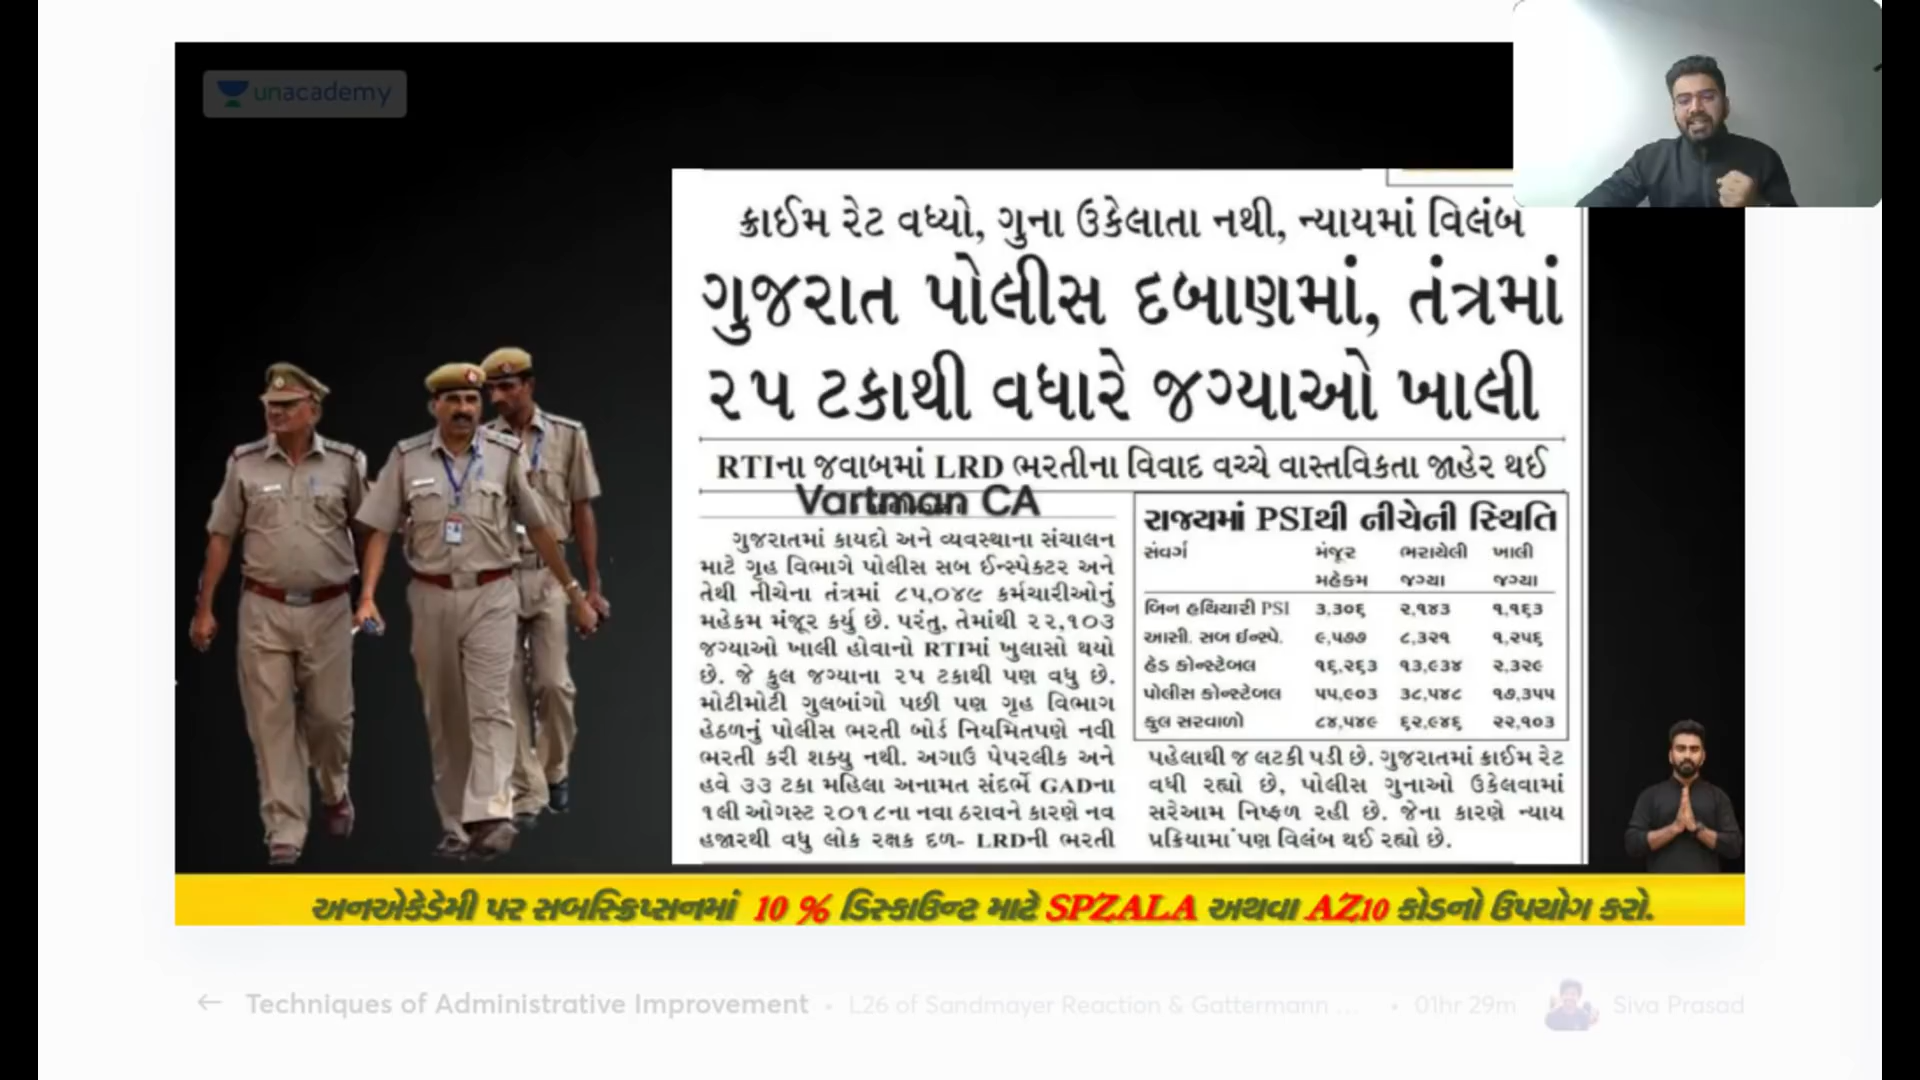 unacademy
ક્રાઈમ રેટ વધ્યો, ગુના ઉકેલાતા નથી, ન્યાયમાં વિલંબ
ગુજરાત પોલીસ દબાણમાં, તંત્રમાં
૨૫ ટકાથી વધારે જગ્યાઓ ખાલી
RTIના જવાબમાં LRD ભરતીના વિવાદ વચ્ચે વાસ્તવિકતા જાહેર થઈ
Vartman CA
ગુજરાતમાં કાયદો અને વ્યવસ્થાના સંચાલન
માટે ગૃહ વિભાગે પોલીસ સબ ઈન્સ્પેક્ટર અને
તેથી નીચેના તંત્રમાં ૮૫,૦૪૯ કર્મચારીઓનું
મહેકમ મંજૂર કર્યુ છે. પરંતુ, તેમાંથી ૨૨,૧૦૩
જગ્યાઓ ખાલી હોવાનો RTIમાં ખુલાસો થયો
છે. જે કુલ જગ્યાના ૨૫ ટકાથી પણ વધુ છે.
મોટીમોટી ગુલબાંગો પછી પણ ગૃહ વિભાગ
હેઠળનું પોલીસ ભરતી બોર્ડ નિયમિતપણે નવી
ભરતી કરી શક્યુ નથી. અગાઉ પેપરલીક અને
હવે ૩૩ ટકા મહિલા અનામત સંદર્ભે GADના
૧લી ઓગસ્ટ ૨૦૧૮ના નવા ઠરાવને કારણે નવ
હજારથી વધુ લોક રક્ષક દળ- LRDની ભરતી
રાજ્યમાં PSIથી નીચેની સ્થિતિ
સંવર્ગ મંજૂર ભરાયેલી ખાલી
મહેકમ જગ્યા જગ્યા
બિન હથિયારી PSI ૩,૩૦૬ ૨,૧૪૩ ૧,૧૬૩
આસી. સબ ઈન્સ્પે. ૯,૫૭૭ ૮,૩૨૧ ૧,૨૫૬
હેડ કોન્સ્ટેબલ ૧૬,૨૬૩ ૧૩,૯૩૪ ૨,૩૨૯
પોલીસ કોન્સ્ટેબલ ૫૫,૯૦૩ ૩૮,૫૪૮ ૧૭,૩૫૫
કુલ સરવાળો ૮૪,૫૪૯ ૬૨,૯૪૬ ૨૨,૧૦૩
પહેલાથી જ લટકી પડી છે. ગુજરાતમાં ક્રાઈમ રેટ
વધી રહ્યો છે, પોલીસ ગુનાઓ ઉકેલવામાં
સરેઆમ નિષ્ફળ રહી છે. જેના કારણે ન્યાય
પ્રક્રિયામાં પણ વિલંબ થઈ રહ્યો છે.
અનએકેડેમી પર સબસ્ક્રિપ્સનમાં 10 % ડિસ્કાઉન્ટ માટે SPZALA અથવા AZ10 કોડનો ઉપયોગ કરો.
← Techniques of Administrative Improvement • L26 of Sandmayer Reaction & Gattermann ... • 01hr 29m Siva Prasad